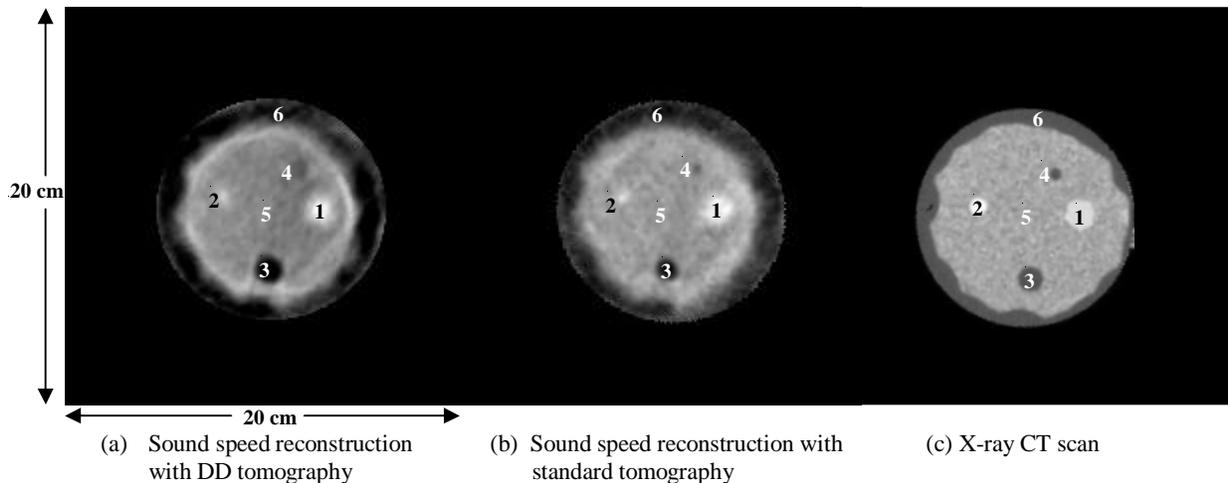 6
4
2
5
1
3
6
4
2
5
1
3
6
4
2
5
1
3
20 cm
20 cm
(a) Sound speed reconstruction
with DD tomography
(b) Sound speed reconstruction with
standard tomography
(c) X-ray CT scan